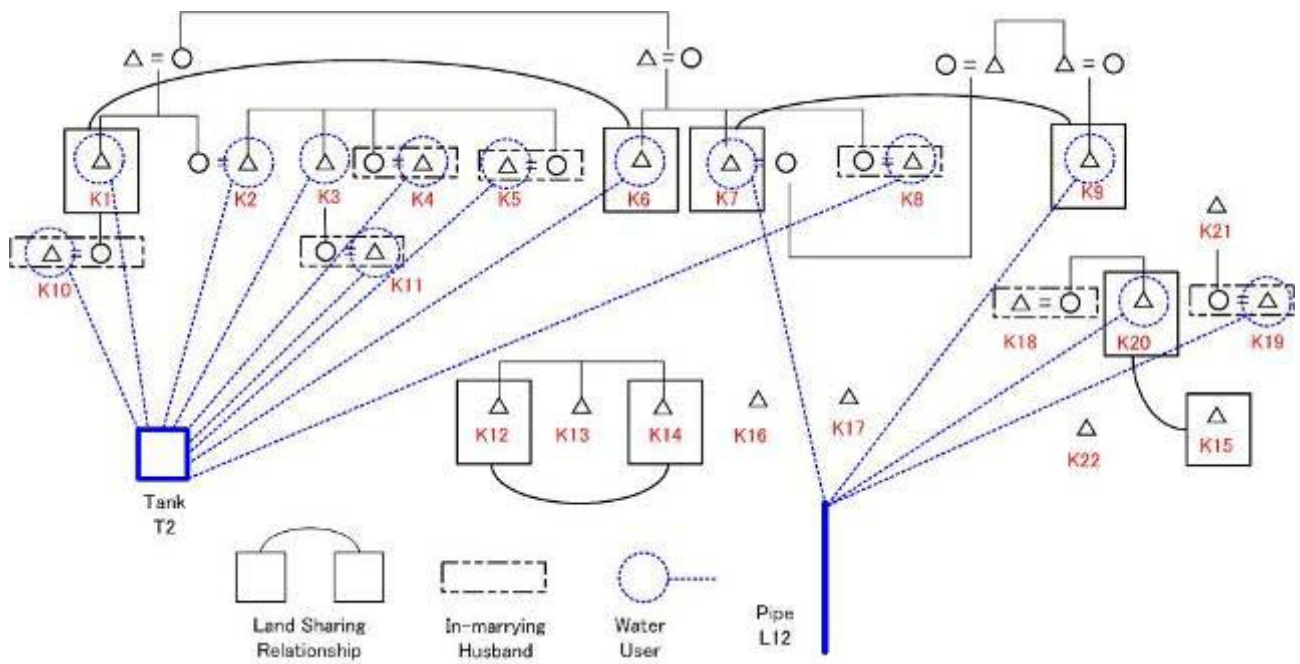 K1
K2
K3
K4
K5
K6
K7
K8
K9
K21
K10
K11
K18
K20
K19
K12
K13
K14
K16
K17
K22
K15
Tank
T2
Land Sharing
Relationship
In-marrying
Husband
Water
User
Pipe
L12